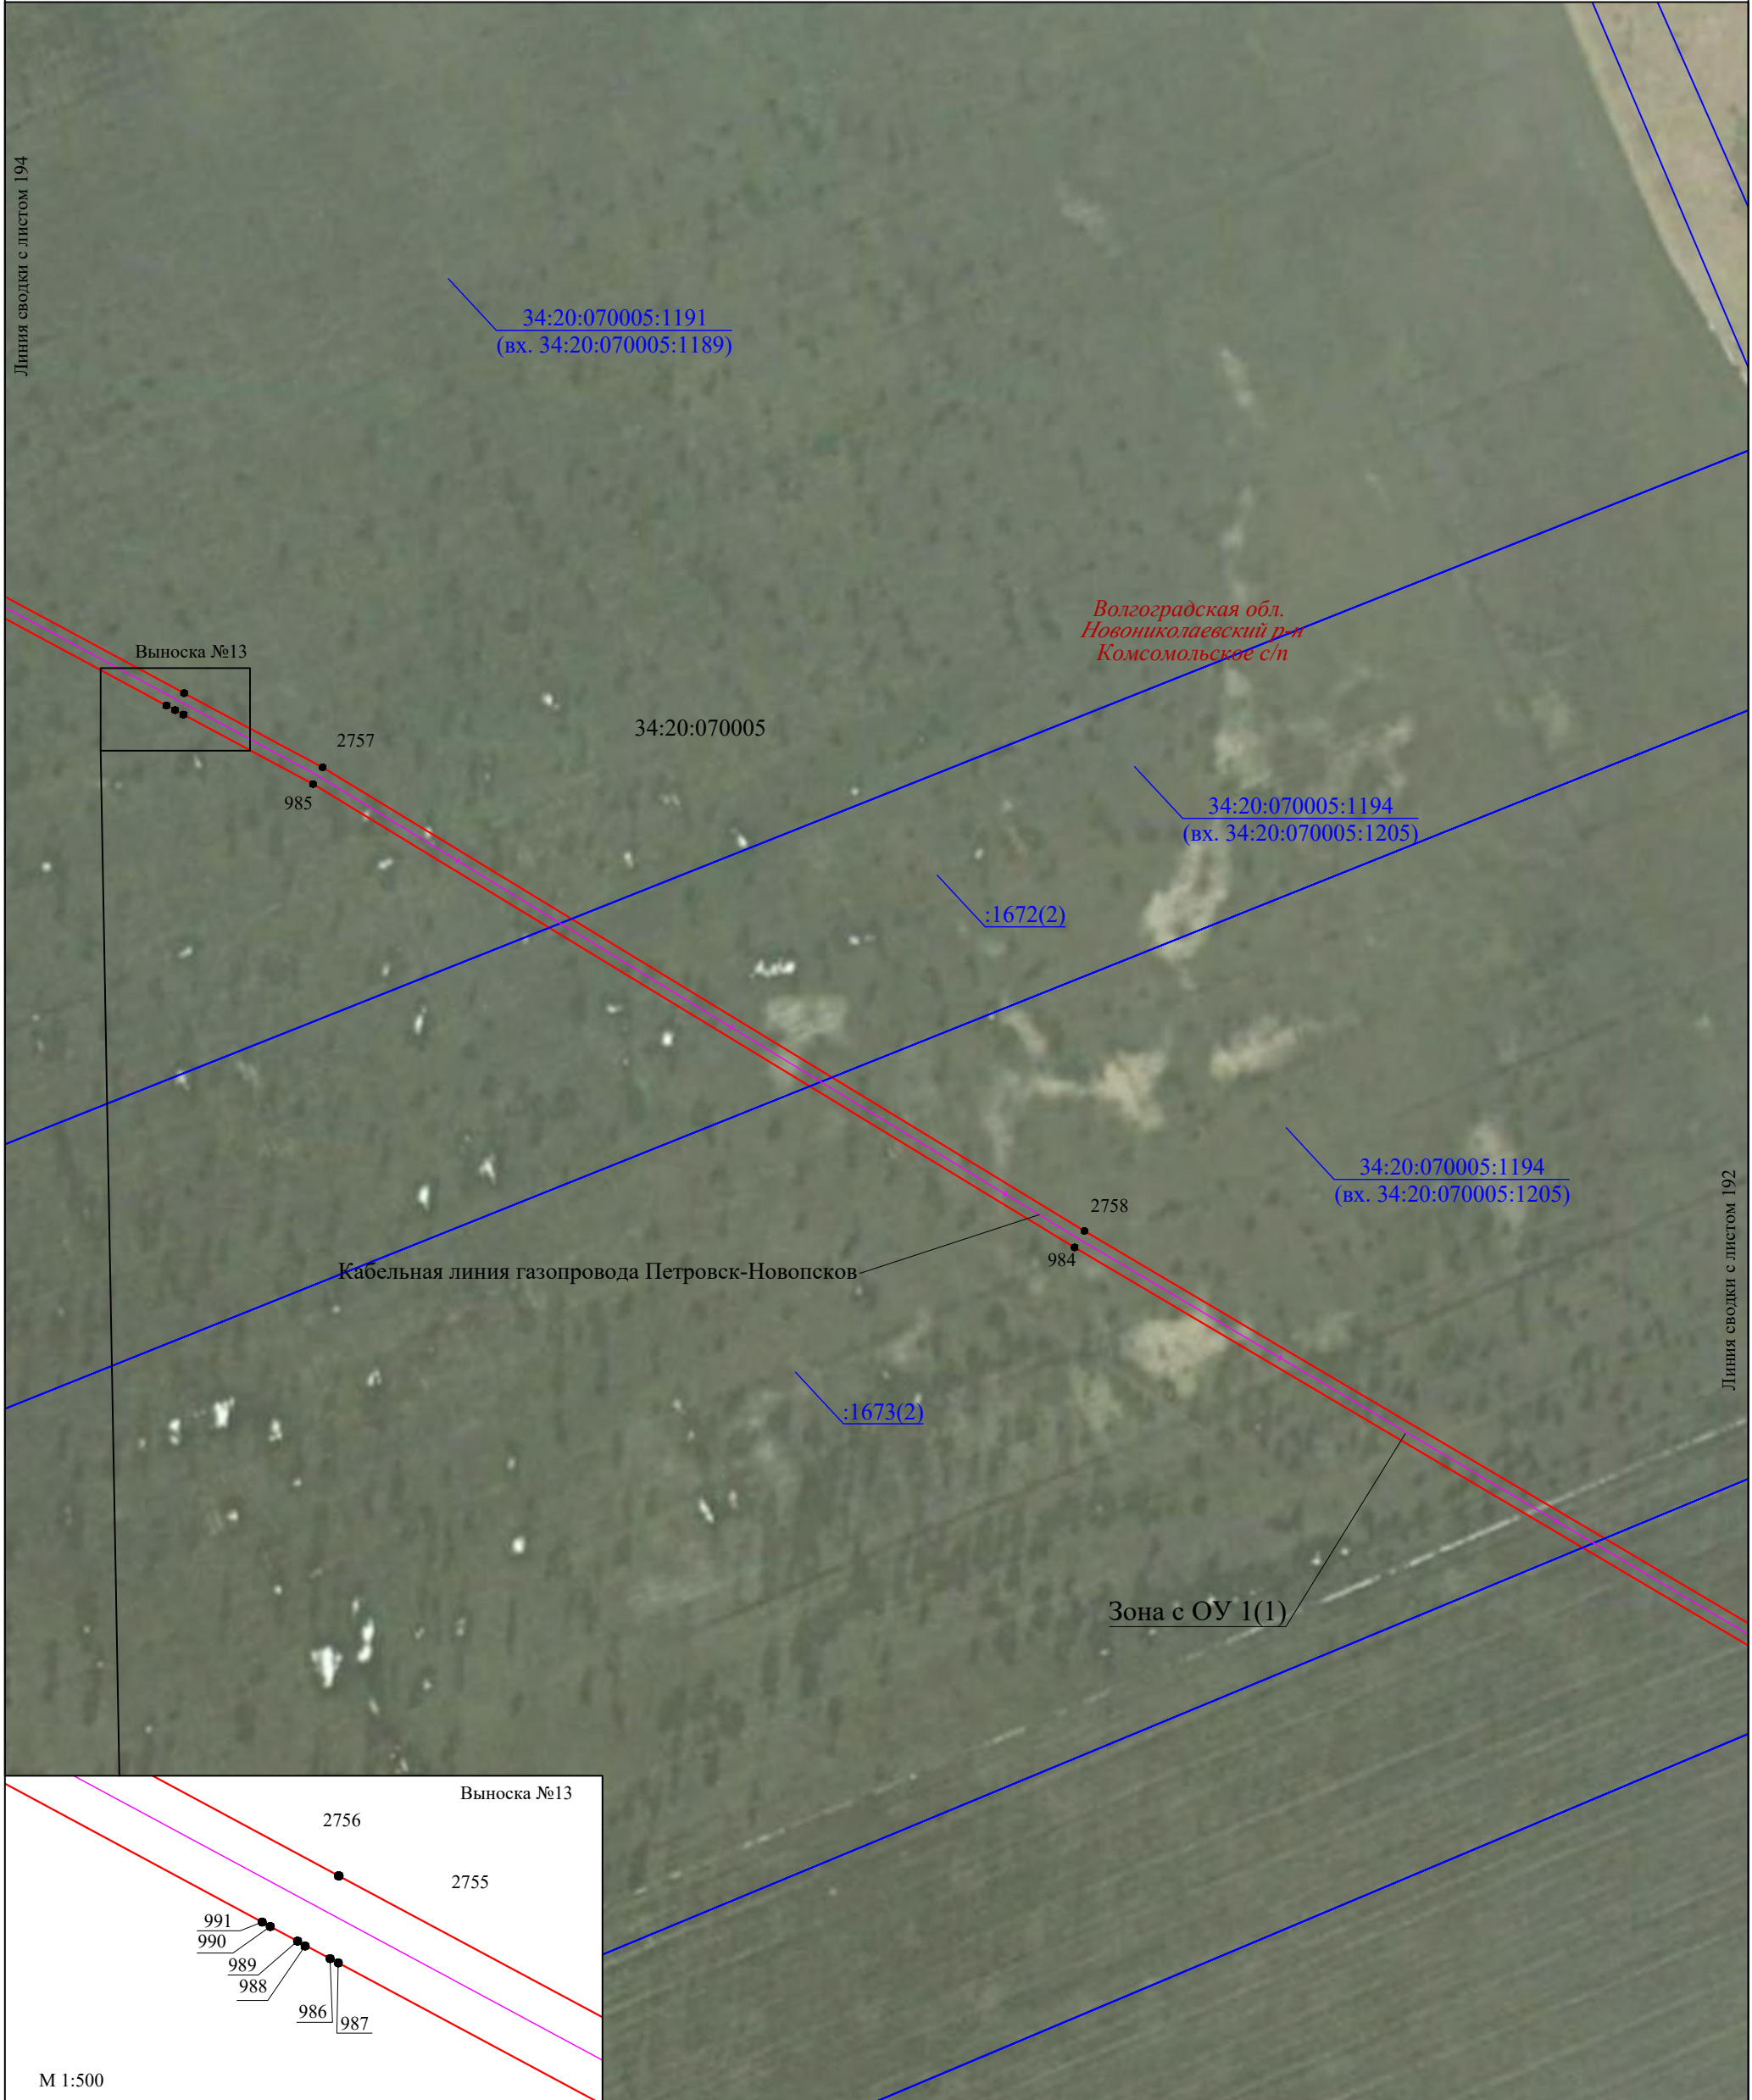 Линия сводки с листом 194
34:20:070005:1191
(вх. 34:20:070005:1189)
Волгоградская обл.
Новониколаевский р-н
Комсомольское с/п
Выноска №13
34:20:070005
2757
985
34:20:070005:1194
(вх. 34:20:070005:1205)
:1672(2)
34:20:070005:1194
(вх. 34:20:070005:1205)
Линия сводки с листом 192
2758
984
Кабельная линия газопровода Петровск-Новопсков
:1673(2)
Зона с ОУ 1(1)
Выноска №13
2756
2755
991
990
989
988
986
987
М 1:500